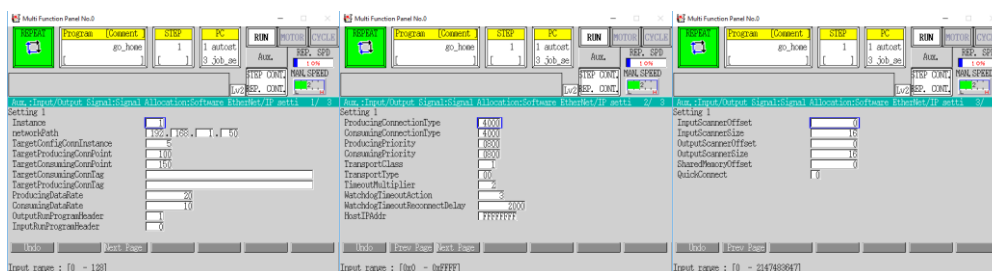 Multi Function Panel No.0
REPEAT
Program [Comment ]
go_home
[ ]
STEP
1
[ ]
PC
1 autost
3 job_se
RUN
MOTOR
CYCLE
Aux.
REP. SPD
10%
STEP CONT.
MAN.SPEED
Lv2
REP. CONT.
Aux.:Input/Output Signal:Signal Allocation:Software EtherNet/IP setti 1/ 3
Setting 1
Instance 1
networkPath 192. 168. 1. 50
TargetConfigConnInstance 5
TargetProducingConnPoint 100
TargetConsumingConnPoint 150
TargetConsumingConnTag
TargetProducingConnTag
ProducingDataRate 20
ConsumingDataRate 10
OutputRunProgramHeader 1
InputRunProgramHeader 0
Undo
Next Page
Input range : [0 - 128]
Multi Function Panel No.0
REPEAT
Program [Comment ]
go_home
[ ]
STEP
1
[ ]
PC
1 autost
3 job_se
RUN
MOTOR
CYCLE
Aux.
REP. SPD
10%
STEP CONT.
MAN.SPEED
Lv2
REP. CONT.
Aux.:Input/Output Signal:Signal Allocation:Software EtherNet/IP setti 2/ 3
Setting 1
ProducingConnectionType 4000
ConsumingConnectionType 4000
ProducingPriority 0800
ConsumingPriority 0800
TransportClass 1
TransportType 00
TimeoutMultiplier 2
WatchdogTimeoutAction 3
WatchdogTimeoutReconnectDelay 2000
HostIPAddr FFFFFFFF
Undo
Prev Page
Next Page
Input range : [0x0 - 0xFFFF]
Multi Function Panel No.0
REPEAT
Program [Comment ]
go_home
[ ]
STEP
1
[ ]
PC
1 autost
3 job_se
RUN
MOTOR
CYC
Aux.
REP. SPD
10%
STEP CONT.
MAN.SPEED
Lv2
REP. CONT.
Aux.:Input/Output Signal:Signal Allocation:Software EtherNet/IP setti 3/
Setting 1
InputScannerOffset 0
InputScannerSize 16
OutputScannerOffset 0
OutputScannerSize 16
SharedMemoryOffset 0
QuickConnect 0
Undo
Prev Page
Input range : [0 - 2147483647]